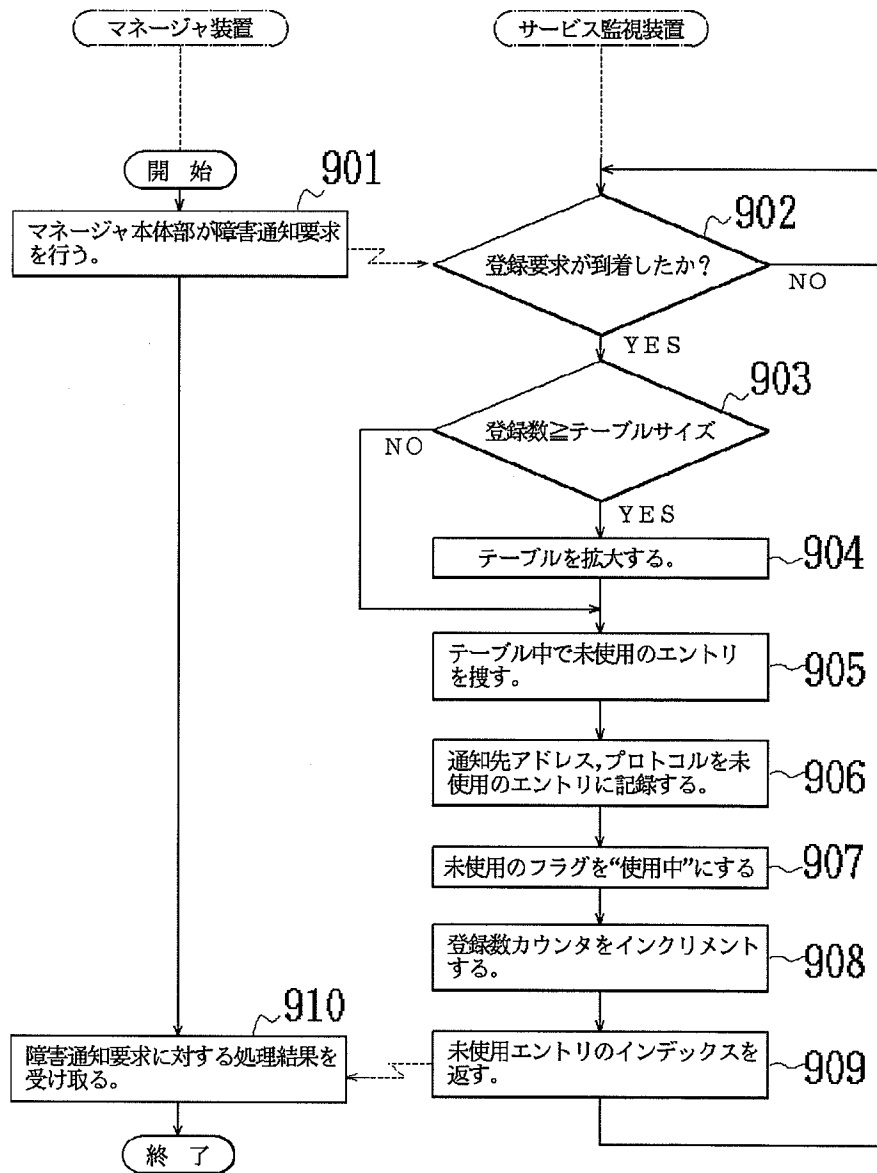 マネージャ装置
サービス監視装置
開 始
901
マネージャ本体部が障害通知要求
を行う。
902
登録要求が到着したか？
NO
YES
903
登録数≧テーブルサイズ
NO
YES
テーブルを拡大する。
904
テーブル中で未使用のエントリ
を捜す。
905
通知先アドレス,プロトコルを未
使用のエントリに記録する。
906
未使用のフラグを“使用中”にする
907
登録数カウンタをインクリメント
する。
908
910
障害通知要求に対する処理結果を
受け取る。
未使用エントリのインデックスを
返す。
909
終 了